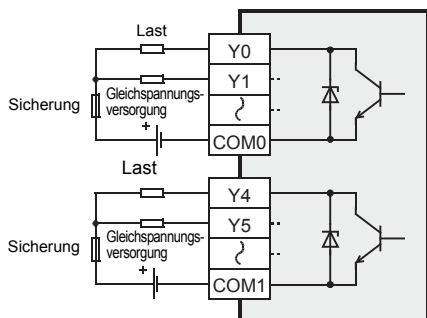 Last
Y0
Y1
Gleichspannungs-
versorgung
Sicherung
+
COM0
Last
Y4
Y5
Gleichspannungs-
versorgung
Sicherung
+
COM1